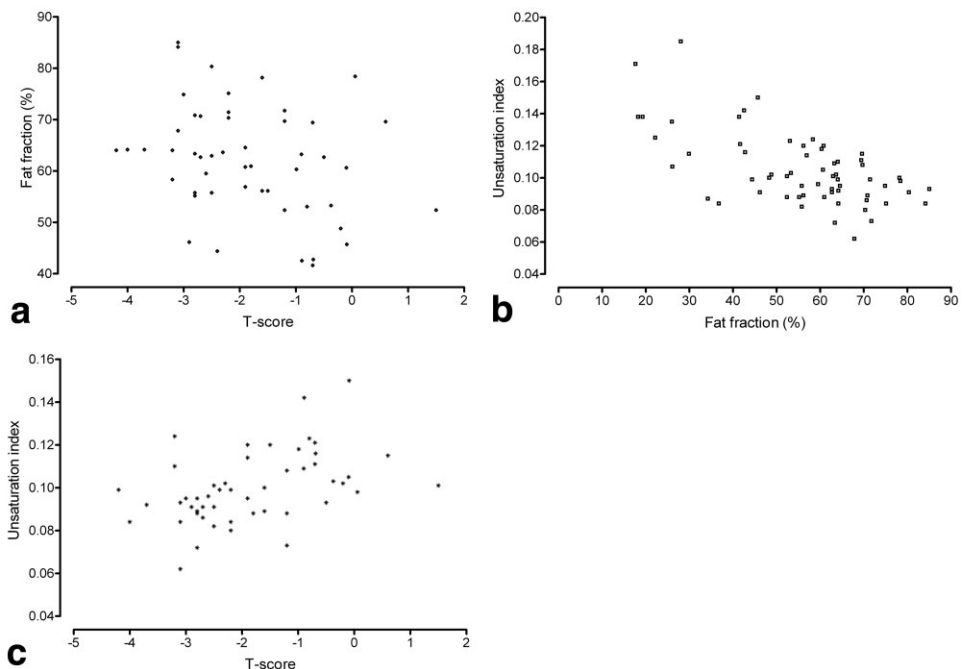 90
80
70
60
50
40
Fat fraction (%)
-5 -4 -3 -2 -1 0 1 2
T-score
a
0.20
0.18
0.16
0.14
0.12
0.10
0.08
0.06
0.04
Unsaturation index
0 10 20 30 40 50 60 70 80 90
Fat fraction (%)
b
0.16
0.14
0.12
0.10
0.08
0.06
0.04
Unsaturation index
-5 -4 -3 -2 -1 0 1 2
T-score
c